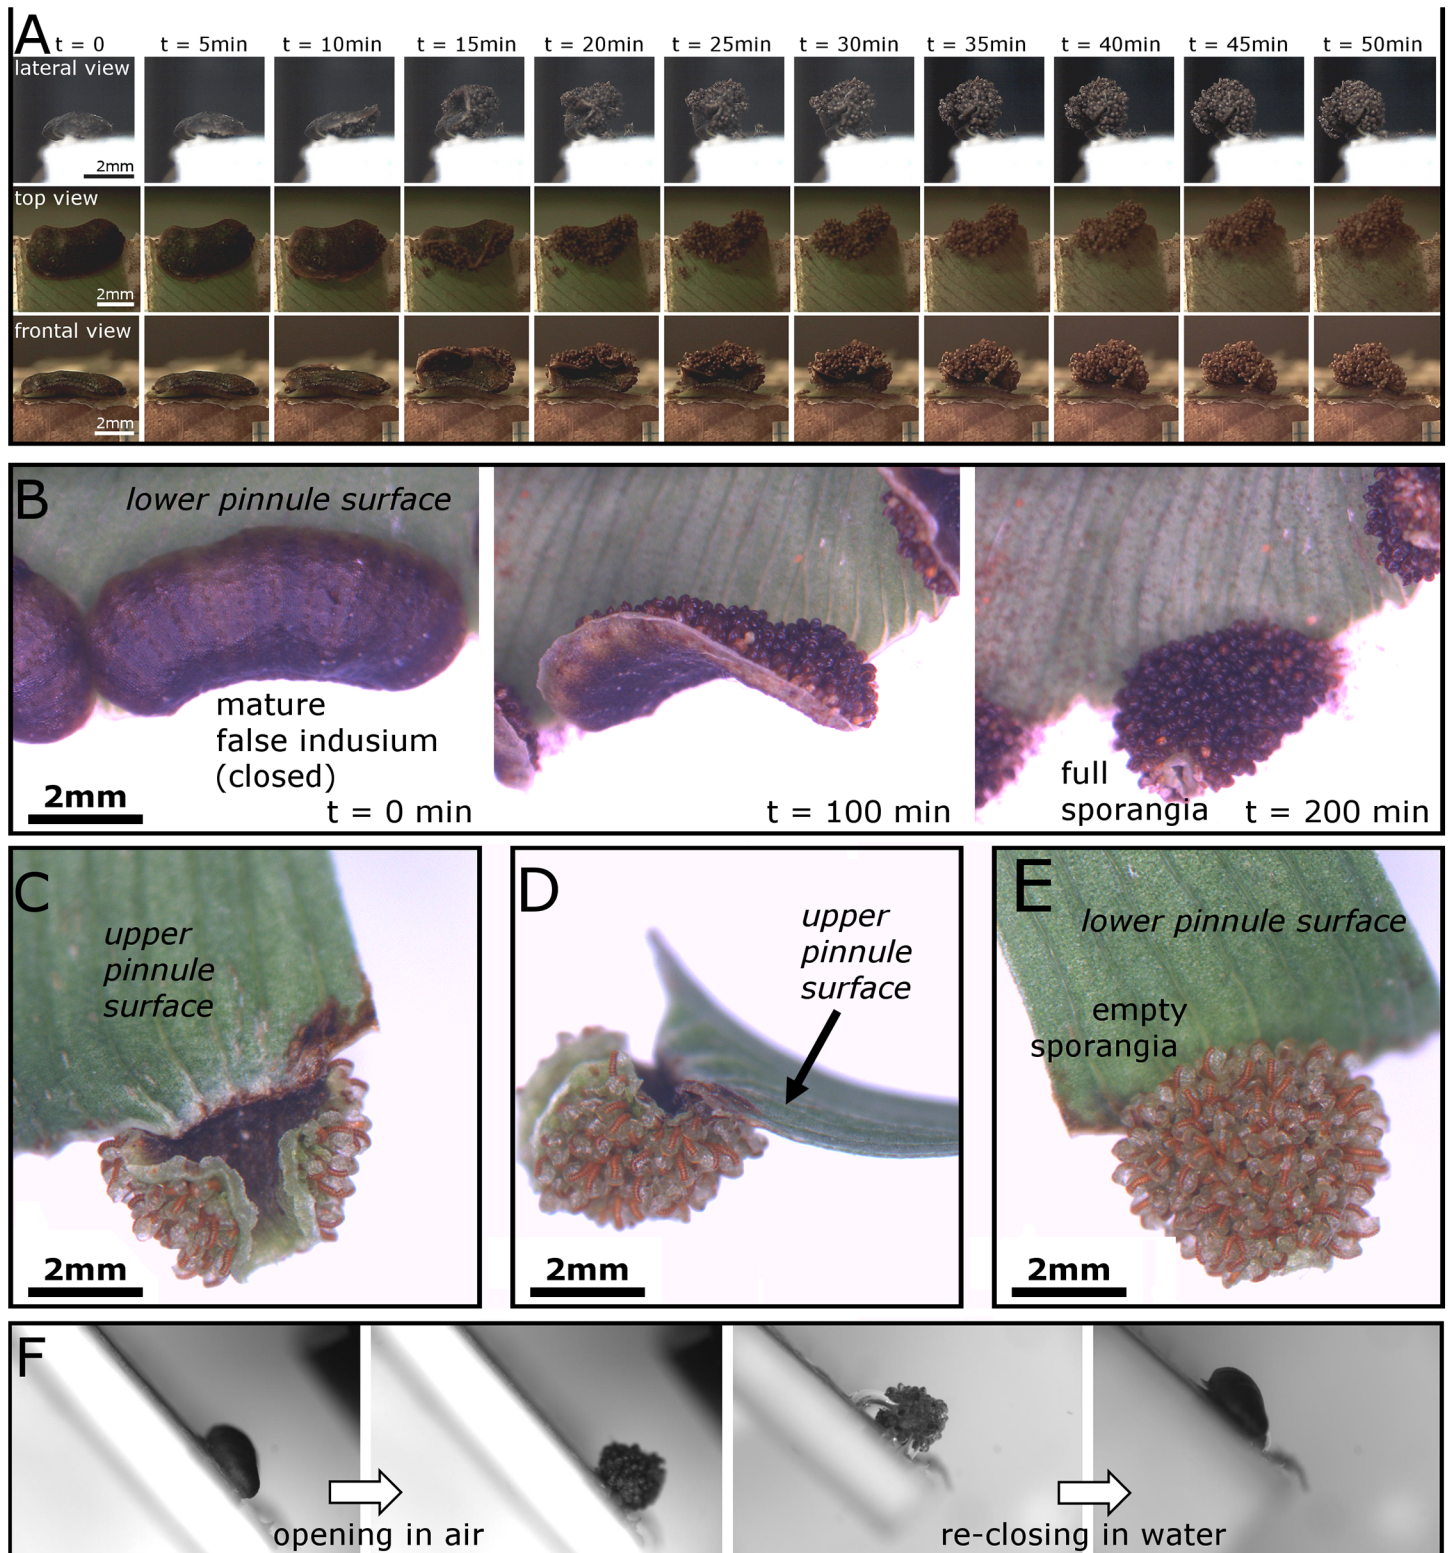 A
t = 0
t = 5min
t = 10min
t = 15min
t = 20min
t = 25min
t = 30min
t = 35min
t = 40min
t = 45min
t = 50min
lateral view
2mm
top view
2mm
frontal view
2mm
B
lower pinnule surface
mature
false indusium
(closed)
2mm
t = 0 min
t = 100 min
full
sporangia
t = 200 min
C
upper
pinnule
surface
2mm
D
upper
pinnule
surface
2mm
E
lower pinnule surface
empty
sporangia
2mm
F
opening in air
re-closing in water